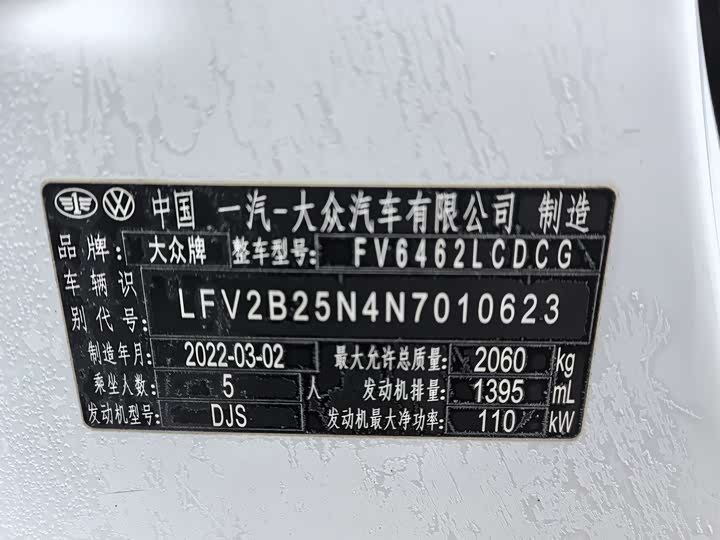 中国 一汽-大众汽车有限公司 制造
品牌: 大众牌 整车型号: FV6462LCDCG
车辆识别代号: LFV2B25N4N7010623
制造年月: 2022-03-02 最大允许总质量: 2060 kg
乘坐人数: 5 人 发动机排量: 1395 mL
发动机型号: DJS 发动机最大净功率: 110 kW